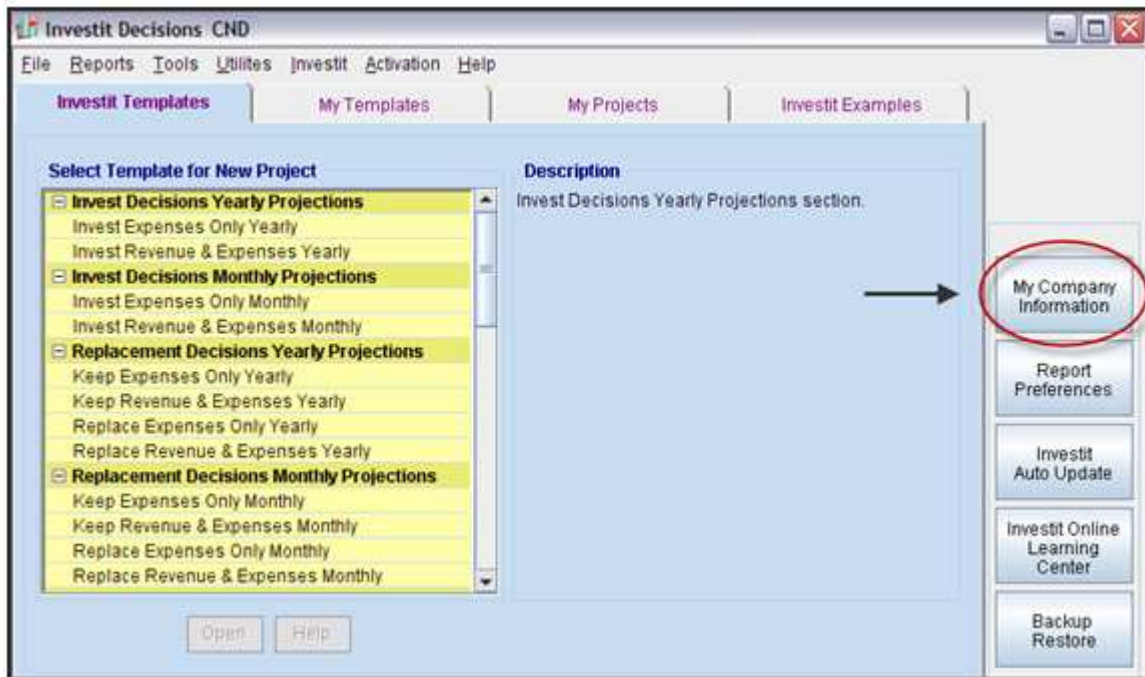 Investit Decisions CND
File Reports Tools Utilites Investit Activation Help
Investit Templates My Templates My Projects Investit Examples
Select Template for New Project
Invest Decisions Yearly Projections
Invest Expenses Only Yearly
Invest Revenue & Expenses Yearly
Invest Decisions Monthly Projections
Invest Expenses Only Monthly
Invest Revenue & Expenses Monthly
Replacement Decisions Yearly Projections
Keep Expenses Only Yearly
Keep Revenue & Expenses Yearly
Replace Expenses Only Yearly
Replace Revenue & Expenses Yearly
Replacement Decisions Monthly Projections
Keep Expenses Only Monthly
Keep Revenue & Expenses Monthly
Replace Expenses Only Monthly
Replace Revenue & Expenses Monthly
Open Help
Description
Invest Decisions Yearly Projections section.
My Company
Information
Report
Preferences
Investit
Auto Update
Investit Online
Learning
Center
Backup
Restore